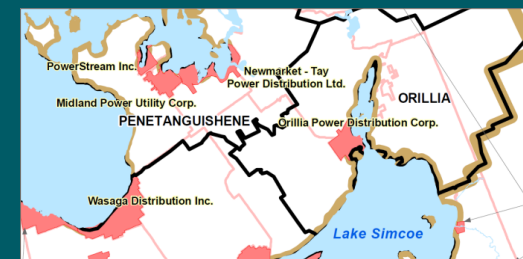 PowerStream Inc.
Newmarket - Tay
Power Distribution Ltd.
Midland Power Utility Corp.
ORILLIA
PENETANGUISHENE
Orillia Power Distribution Corp.
Wasaga Distribution Inc.
Lake Simcoe